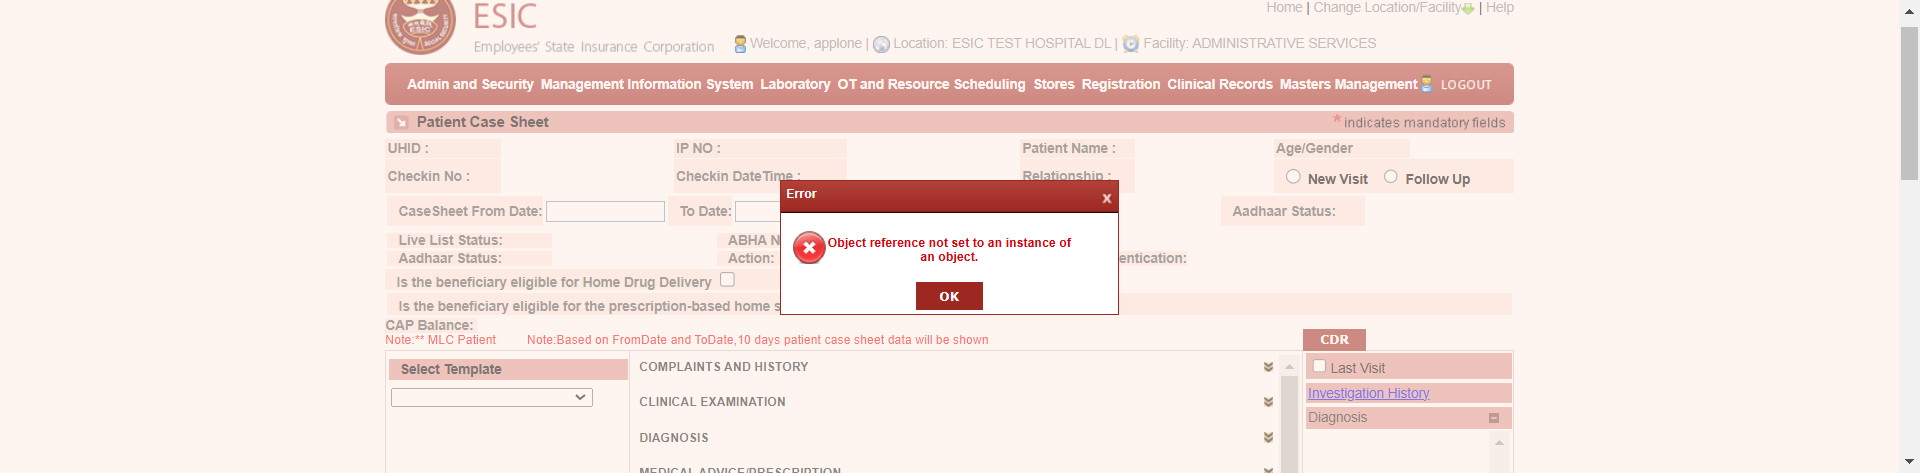 ESIC
Employees' State Insurance Corporation
Home | Change Location/Facility | Help
Welcome, applone | Location: ESIC TEST HOSPITAL DL | Facility: ADMINISTRATIVE SERVICES
Admin and Security Management Information System Laboratory OT and Resource Scheduling Stores Registration Clinical Records Masters Management LOGOUT
Patient Case Sheet * indicates mandatory fields
UHID : IP NO : Patient Name : Age/Gender
Checkin No : Checkin DateTime : Relationship : New Visit Follow Up
CaseSheet From Date: To Date: Aadhaar Status:
Live List Status: ABHA N
Aadhaar Status: Action: entication:
Is the beneficiary eligible for Home Drug Delivery
Is the beneficiary eligible for the prescription-based home s
CAP Balance:
Note:** MLC Patient Note:Based on FromDate and ToDate,10 days patient case sheet data will be shown
Error x
Object reference not set to an instance of
an object.
OK
CDR
Select Template
COMPLAINTS AND HISTORY
CLINICAL EXAMINATION
DIAGNOSIS
MEDICAL ADVICE/PRESCRIPTION
Last Visit
Investigation History
Diagnosis